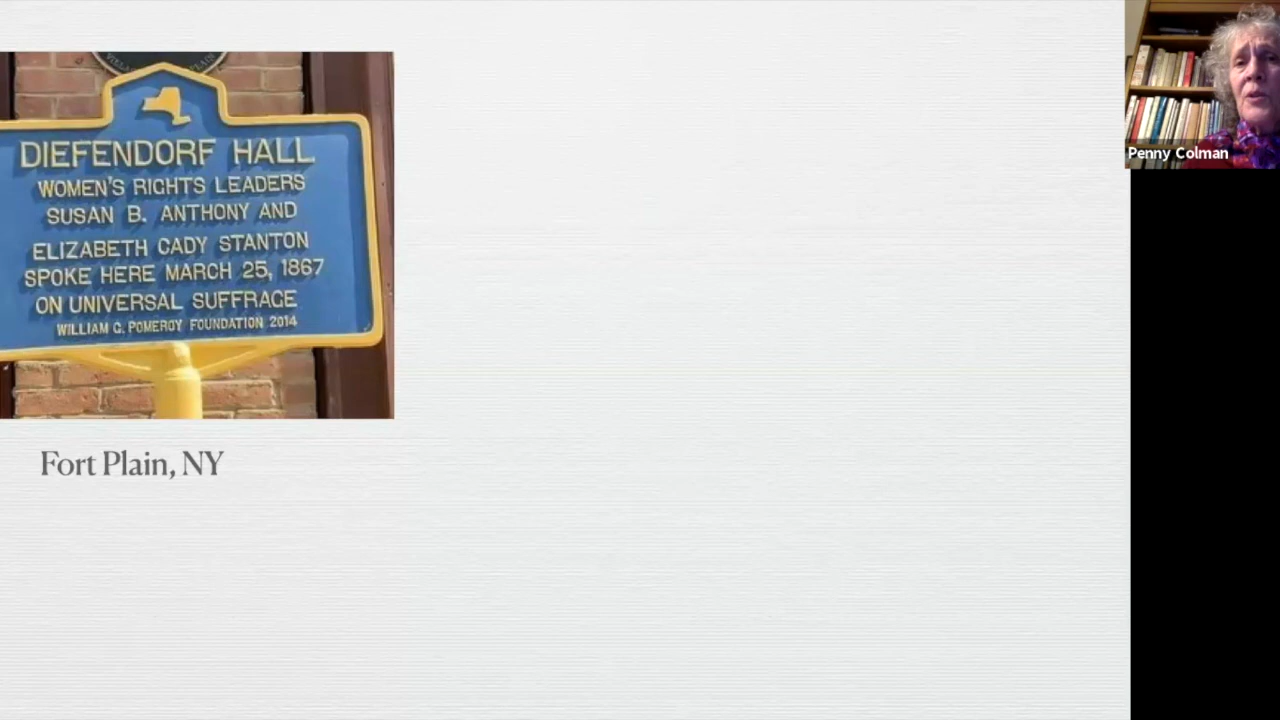 DIEFENDORF HALL
WOMEN'S RIGHTS LEADERS
SUSAN B. ANTHONY AND
ELIZABETH CADY STANTON
SPOKE HERE MARCH 25, 1867
ON UNIVERSAL SUFFRAGE
WILLIAM G. POMEROY FOUNDATION 2014
Fort Plain, NY
Penny Colman